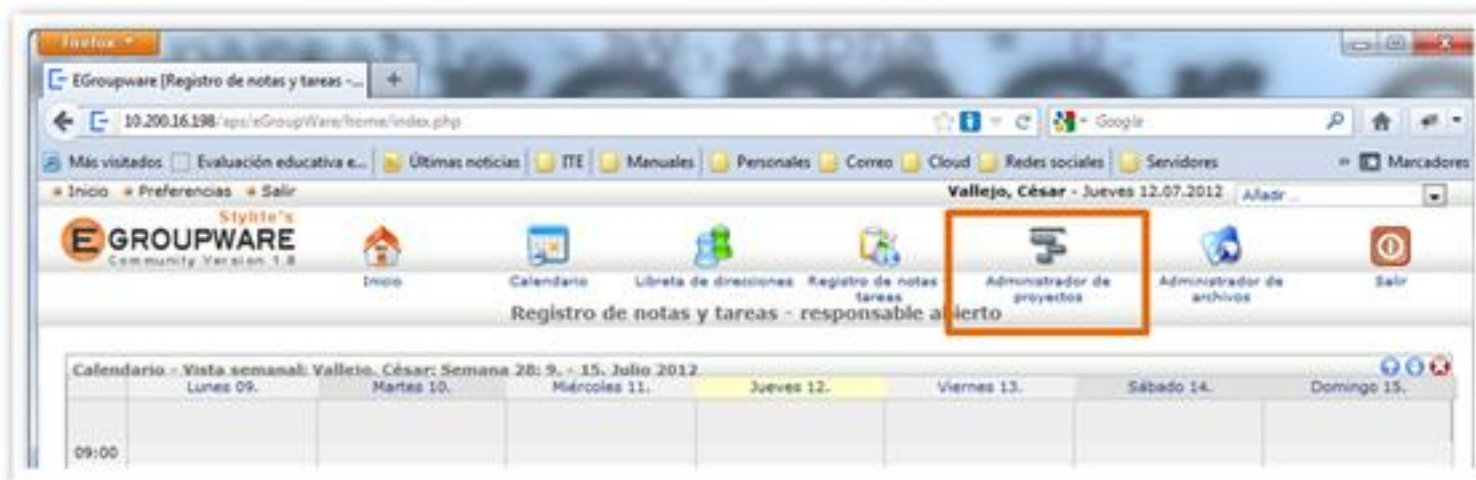 Firefox
EGroupware [Registro de notas y tareas -... +
10.200.16.198/aps/eGroupWare/home/index.php Google
Más visitados Evaluación educativa e... Últimas noticias ITE Manuales Personales Correo Cloud Redes sociales Servidores Marcadores
Inicio Preferencias Salir Vallejo, César - Jueves 12.07.2012 Añadir ...
Stylite's
EGROUPWARE
Community Version 1.8
Inicio Calendario Libreta de direcciones Registro de notas tareas Administrador de proyectos Administrador de archivos Salir
Registro de notas y tareas - responsable abierto
Calendario - Vista semanal: Vallejo, César: Semana 28: 9. - 15. Julio 2012
Lunes 09. Martes 10. Miércoles 11. Jueves 12. Viernes 13. Sábado 14. Domingo 15.
09:00